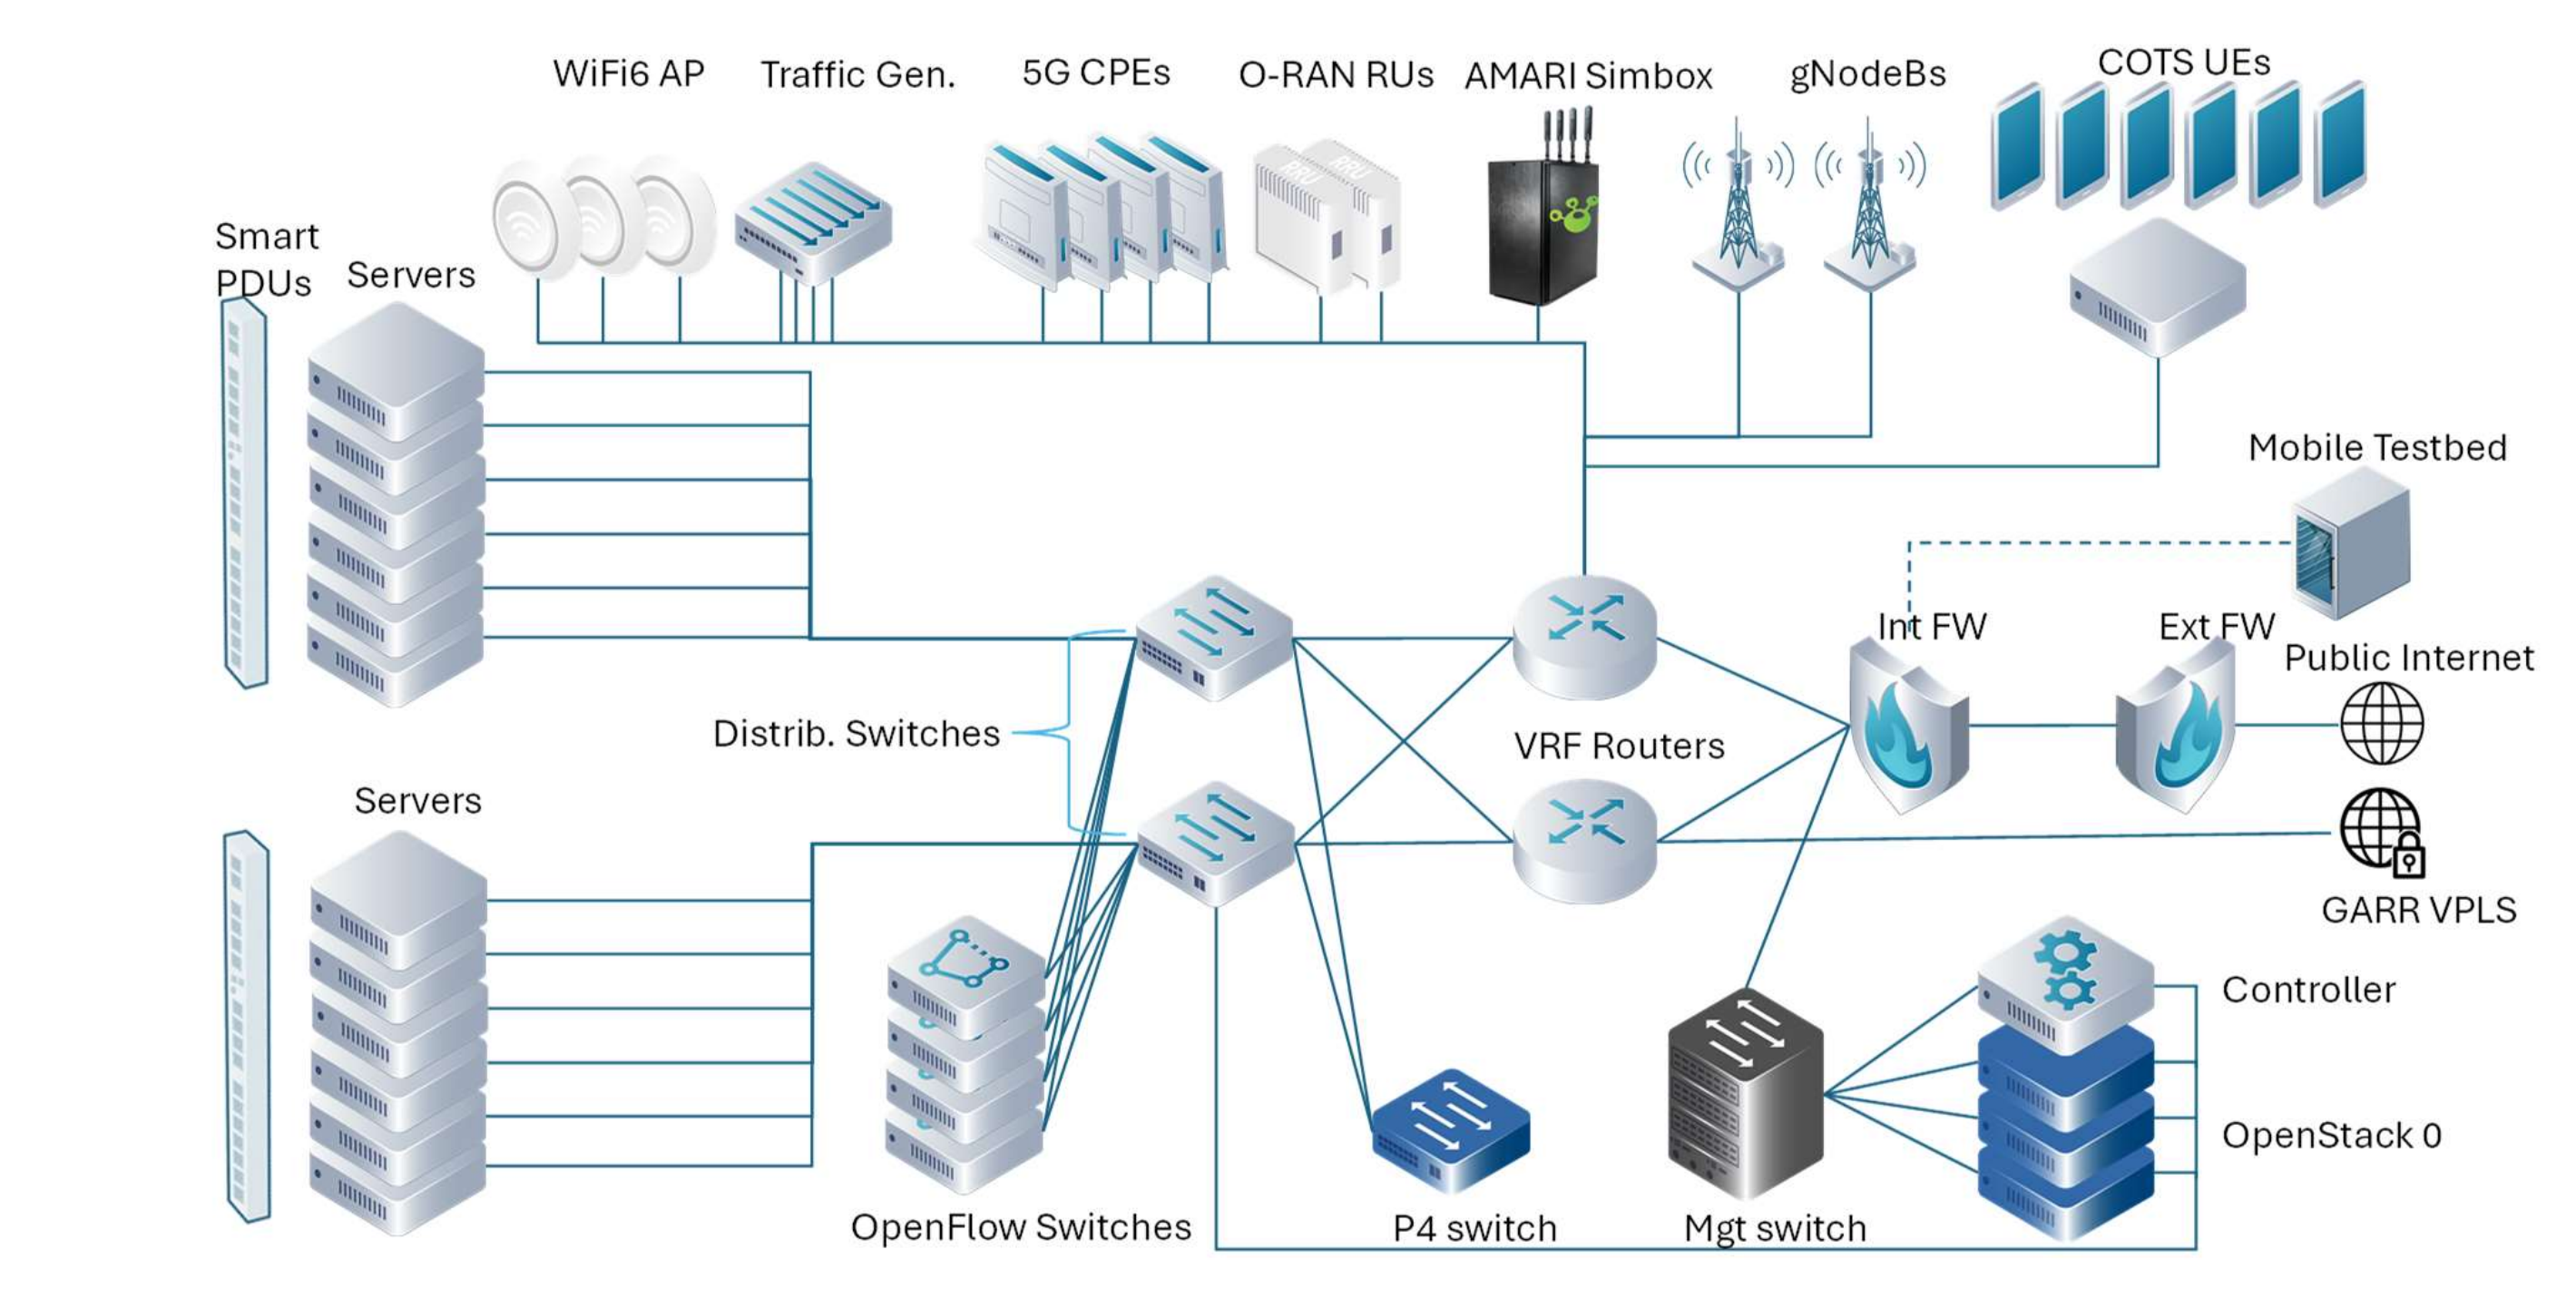 WiFi6 AP
Traffic Gen.
5G CPEs
O-RAN RUs
AMARI Simbox
gNodeBs
COTS UEs
RRU
RRU
Smart
PDUs
Servers
Mobile Testbed
Int FW
Ext FW
Public Internet
Distrib. Switches
VRF Routers
Servers
GARR VPLS
Controller
OpenStack 0
OpenFlow Switches
P4 switch
Mgt switch